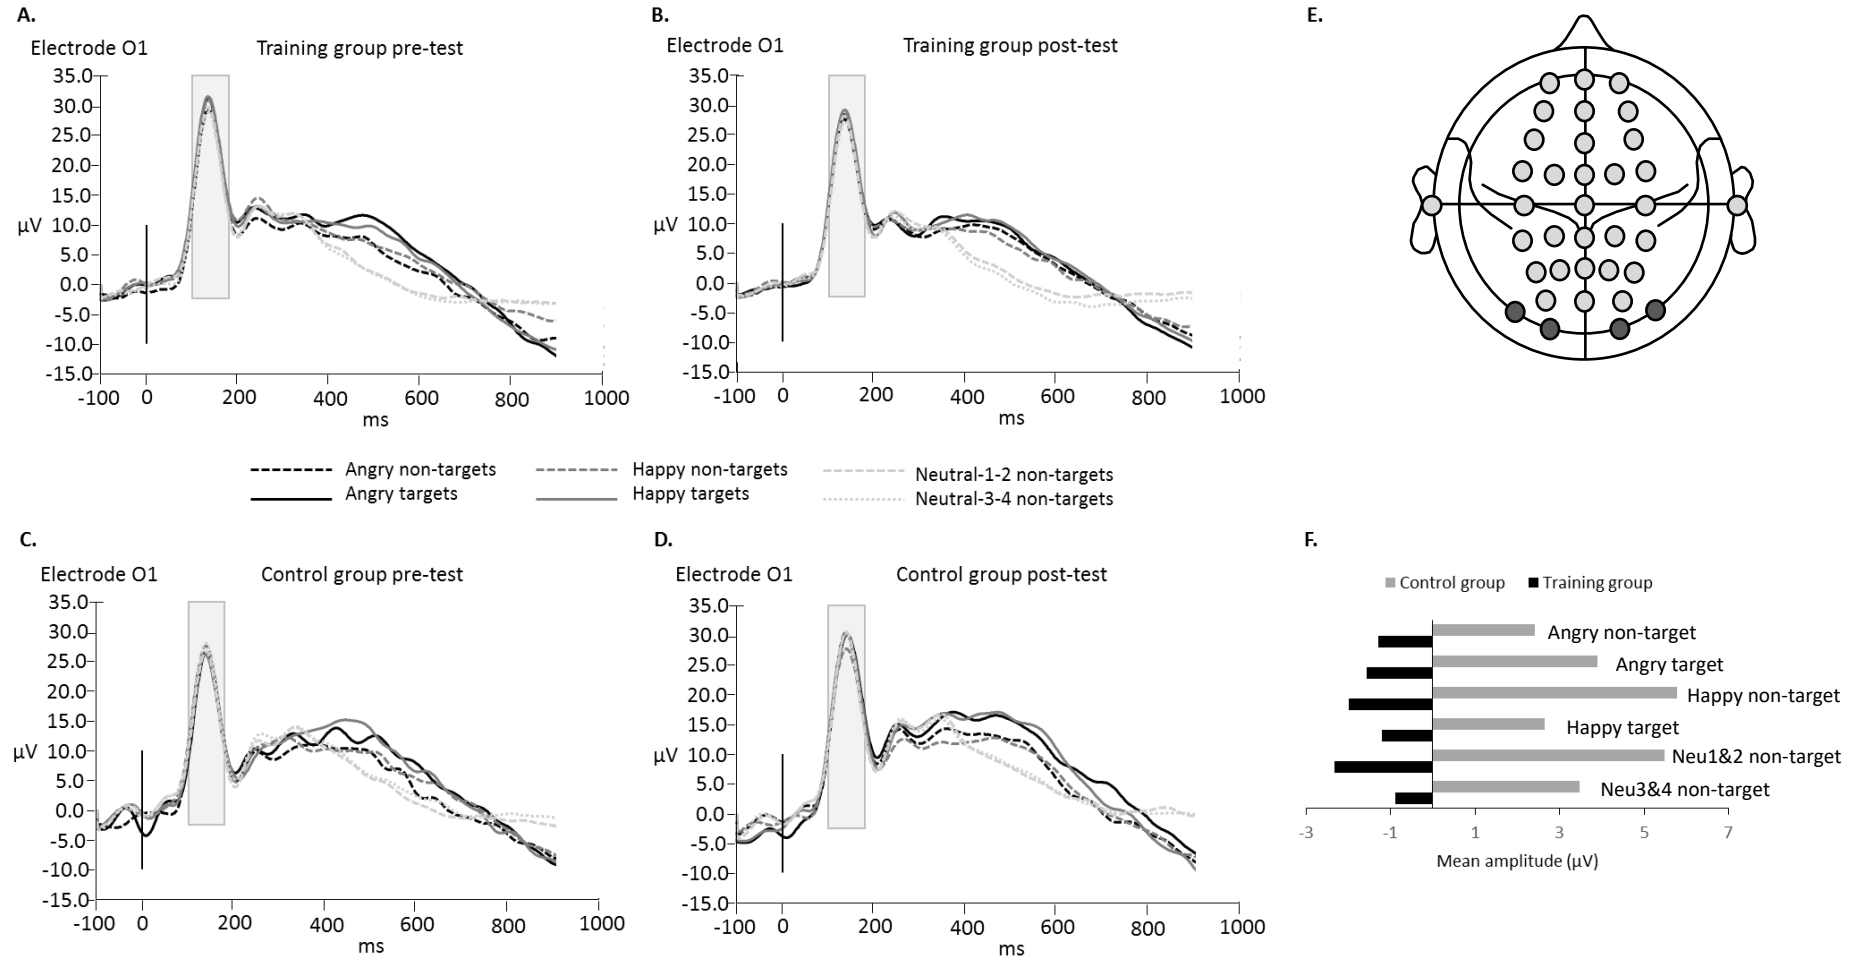 A.
Electrode O1
Training group pre-test
35.0
30.0
25.0
20.0
15.0
10.0
5.0
0.0
-5.0
-10.0
-15.0
µV
-100 0 200 400 600 800 1000
ms
B.
Electrode O1
Training group post-test
35.0
30.0
25.0
20.0
15.0
10.0
5.0
0.0
-5.0
-10.0
-15.0
µV
-100 0 200 400 600 800 1000
ms
E.
Angry non-targets
Angry targets
Happy non-targets
Happy targets
Neutral-1-2 non-targets
Neutral-3-4 non-targets
C.
Electrode O1
Control group pre-test
35.0
30.0
25.0
20.0
15.0
10.0
5.0
0.0
-5.0
-10.0
-15.0
µV
-100 0 200 400 600 800 1000
ms
D.
Electrode O1
Control group post-test
35.0
30.0
25.0
20.0
15.0
10.0
5.0
0.0
-5.0
-10.0
-15.0
µV
-100 0 200 400 600 800 1000
ms
F.
Control group Training group
Angry non-target
Angry target
Happy non-target
Happy target
Neu1&2 non-target
Neu3&4 non-target
-3 -1 1 3 5 7
Mean amplitude (µV)